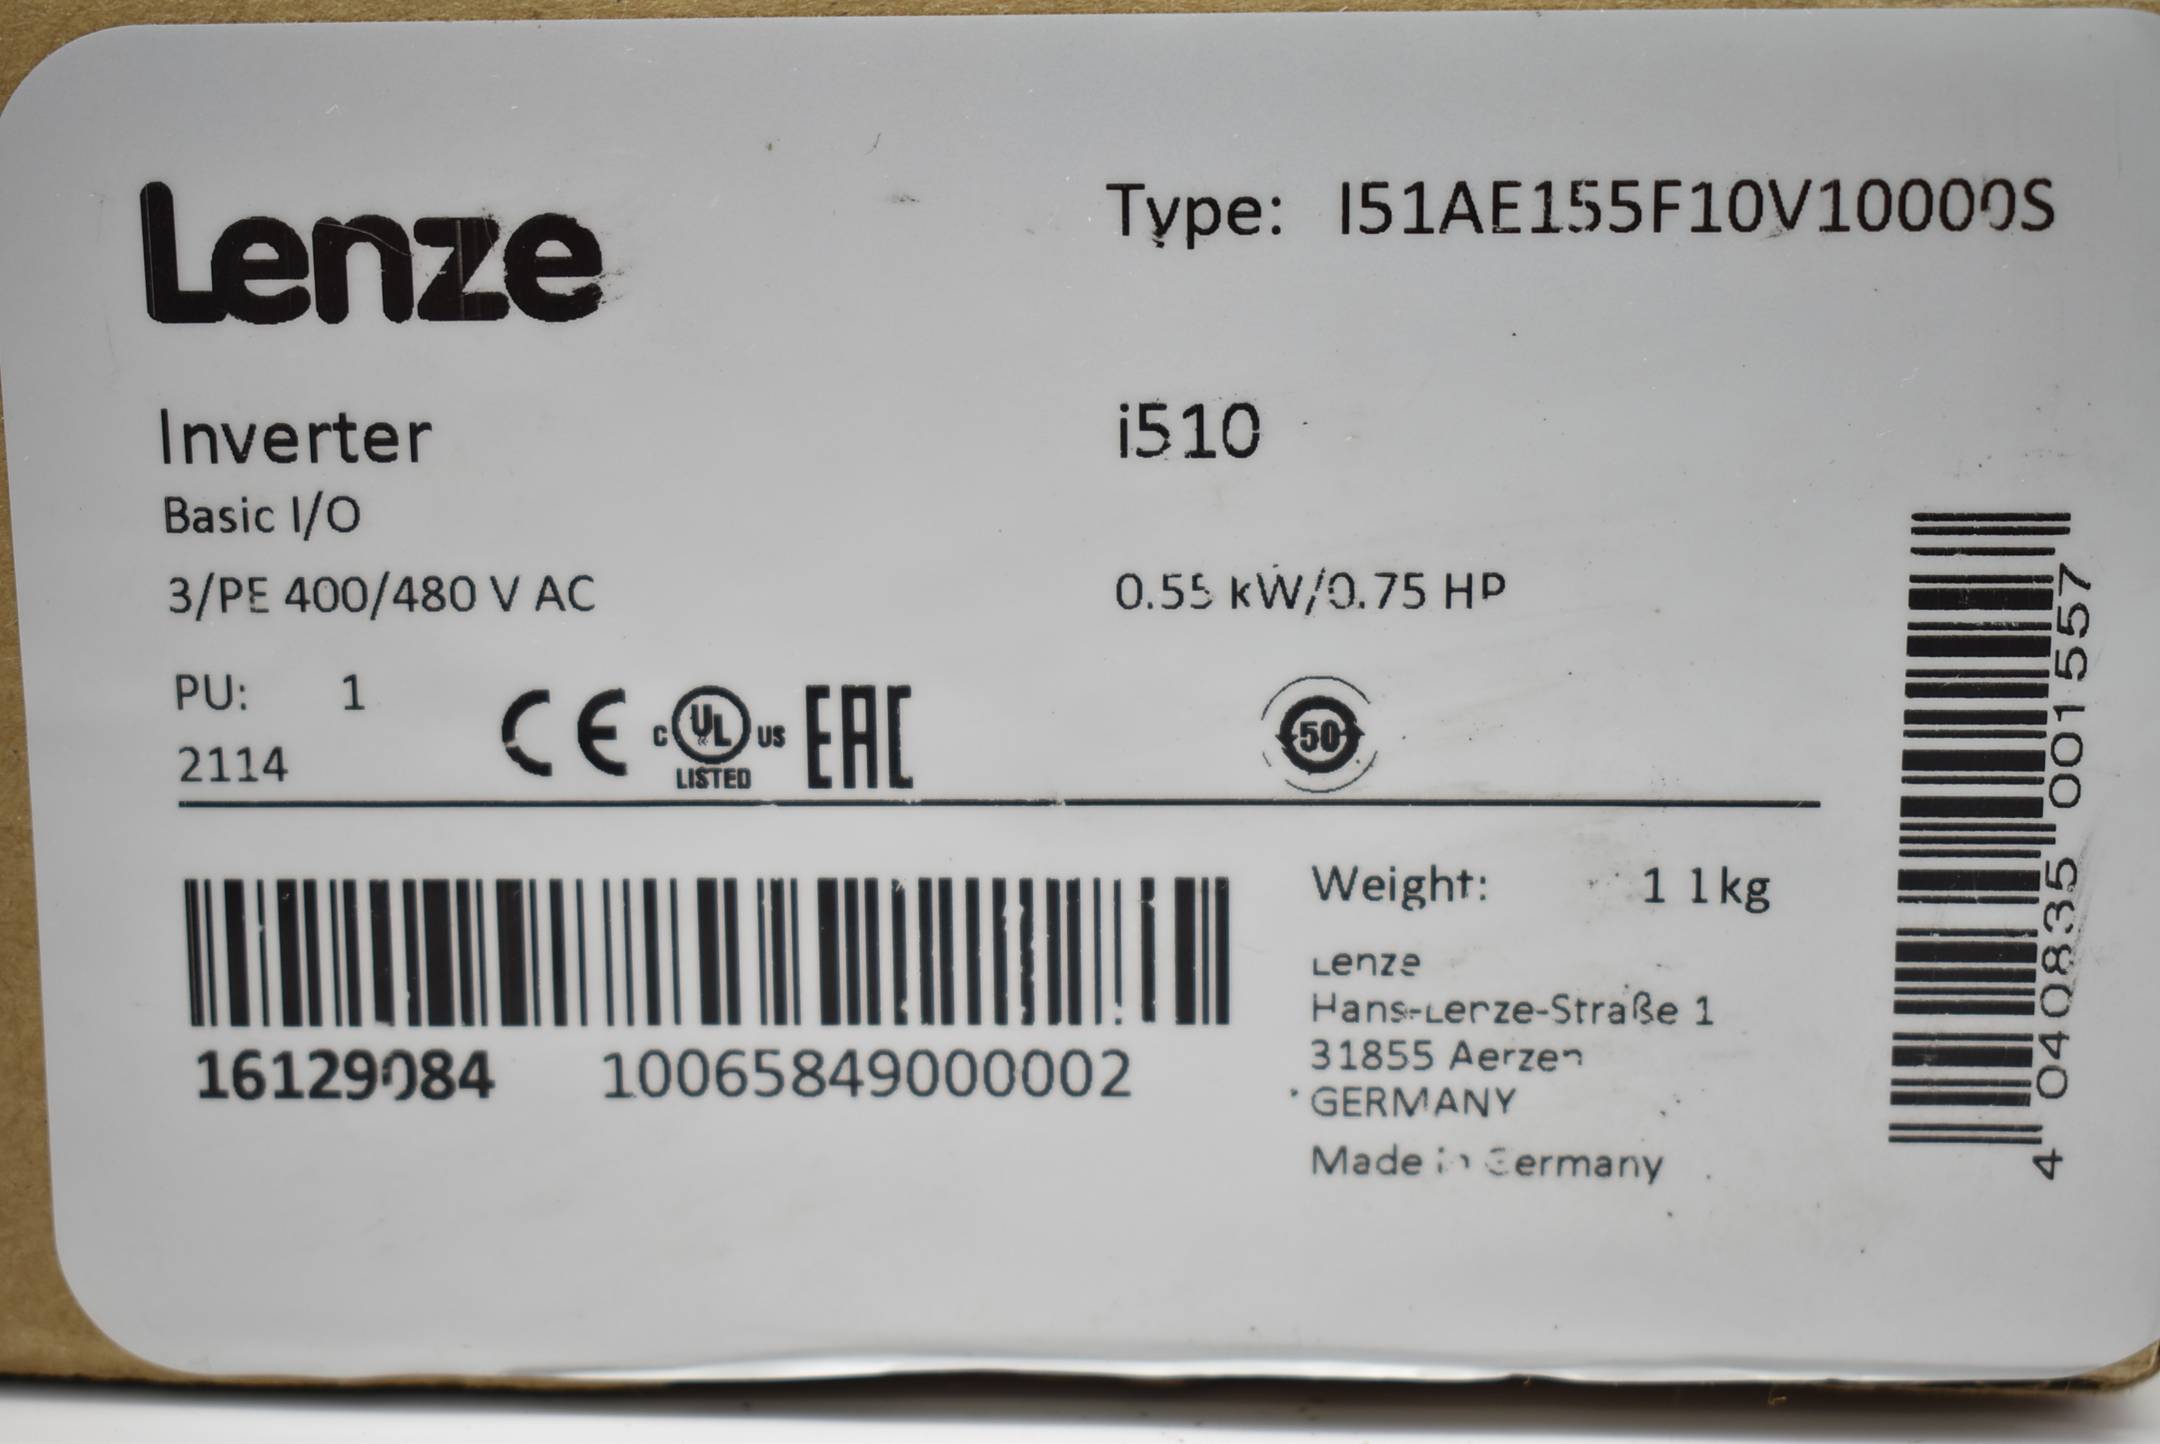 Lenze
Type: I51AE155F10V10000S
Inverter
i510
Basic I/O
3/PE 400/480 V AC
0.55 kW/0.75 HP
PU: 1
2114
CE
C UL US
LISTED
EAC
50
16129084 10065849000002
Weight: 1 1kg
Lenze
Hans-Lenze-Straße 1
31855 Aerzen
GERMANY
Made in Germany
4 040835 001557